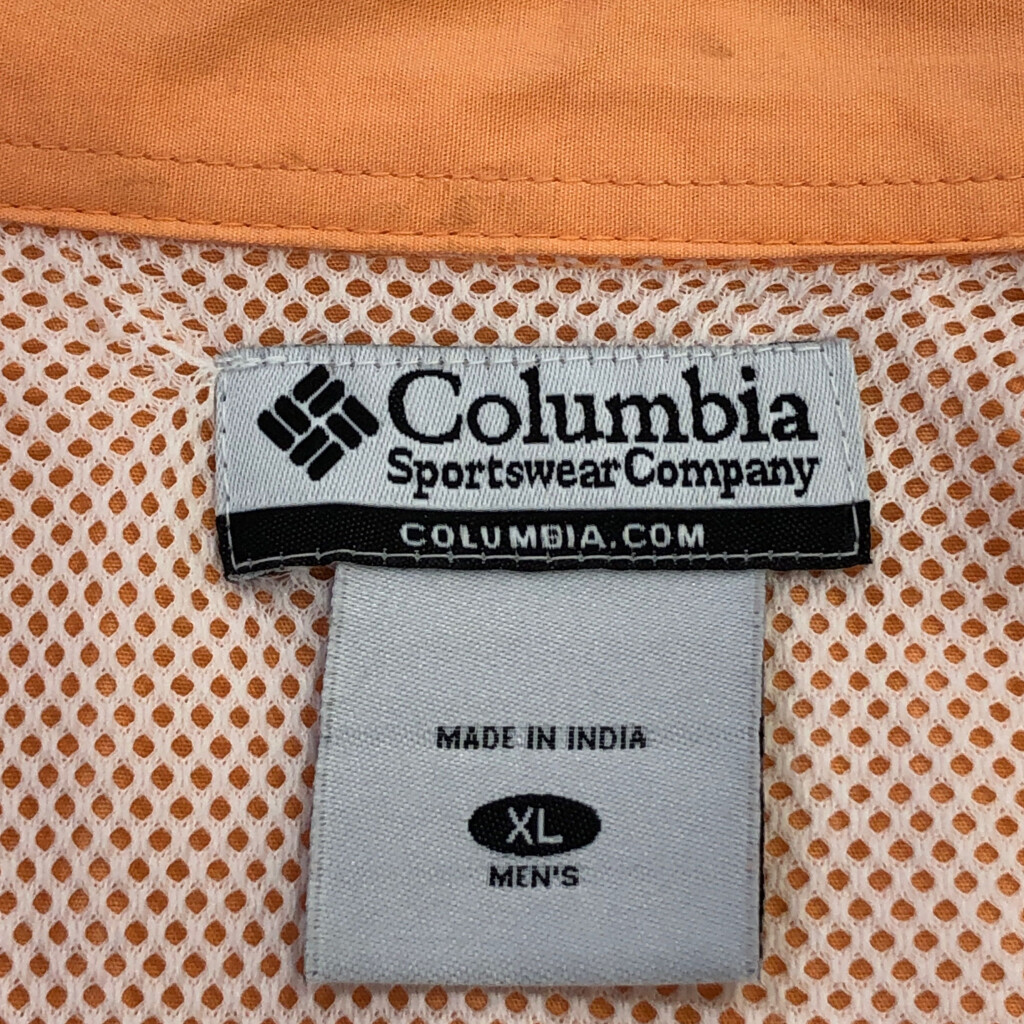 Columbia
Sportswear Company
COLUMBIA.COM
MADE IN INDIA
XL
MEN'S